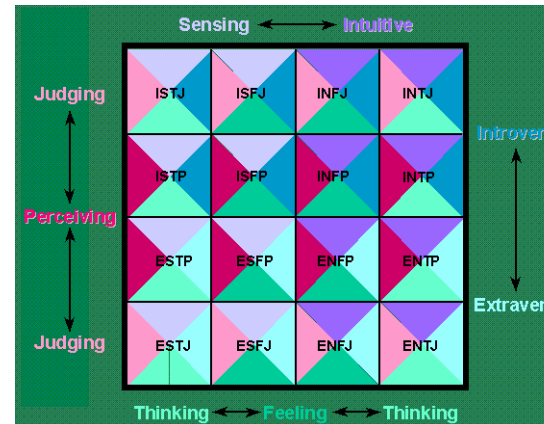 Sensing Intuitive
Judging
ISTJ ISFJ INFJ INTJ
Introver
ISTP ISFP INFP INTP
Perceiving
ESTP ESFP ENFP ENTP
Extraver
Judging
ESTJ ESFJ ENFJ ENTJ
Thinking Feeling Thinking